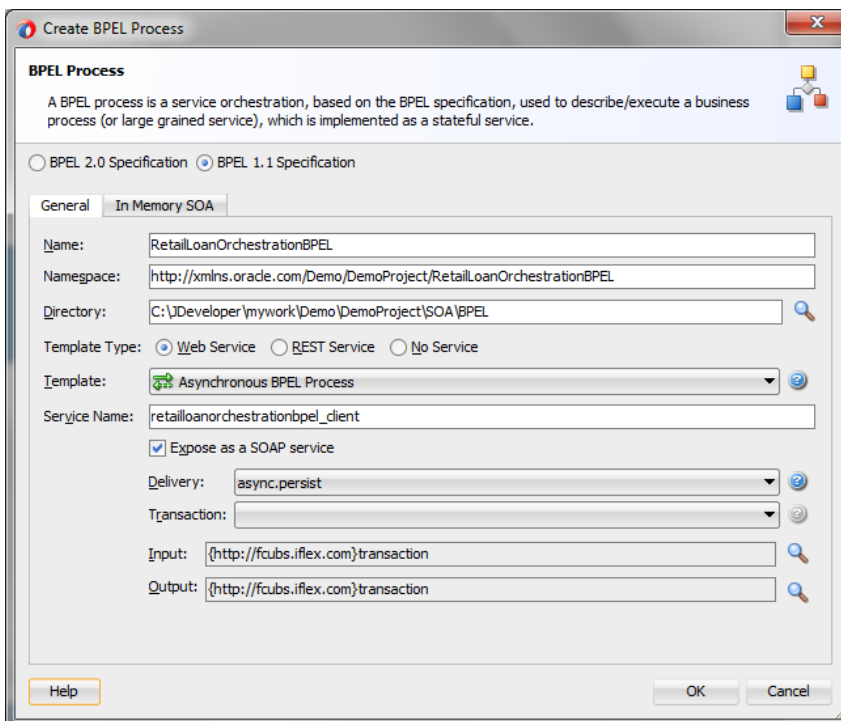 Create BPEL Process
BPEL Process
A BPEL process is a service orchestration, based on the BPEL specification, used to describe/execute a business
process (or large grained service), which is implemented as a stateful service.
BPEL 2.0 Specification BPEL 1.1 Specification
General In Memory SOA
Name: RetailLoanOrchestrationBPEL
Namespace: http://xmlns.oracle.com/Demo/DemoProject/RetailLoanOrchestrationBPEL
Directory: C:\JDeveloper\mywork\Demo\DemoProject\SOA\BPEL
Template Type: Web Service REST Service No Service
Template: Asynchronous BPEL Process
Service Name: retailloanorchestrationbpel_client
Expose as a SOAP service
Delivery: async.persist
Transaction:
Input: {http://fcubs.iflex.com}transaction
Output: {http://fcubs.iflex.com}transaction
Help OK Cancel